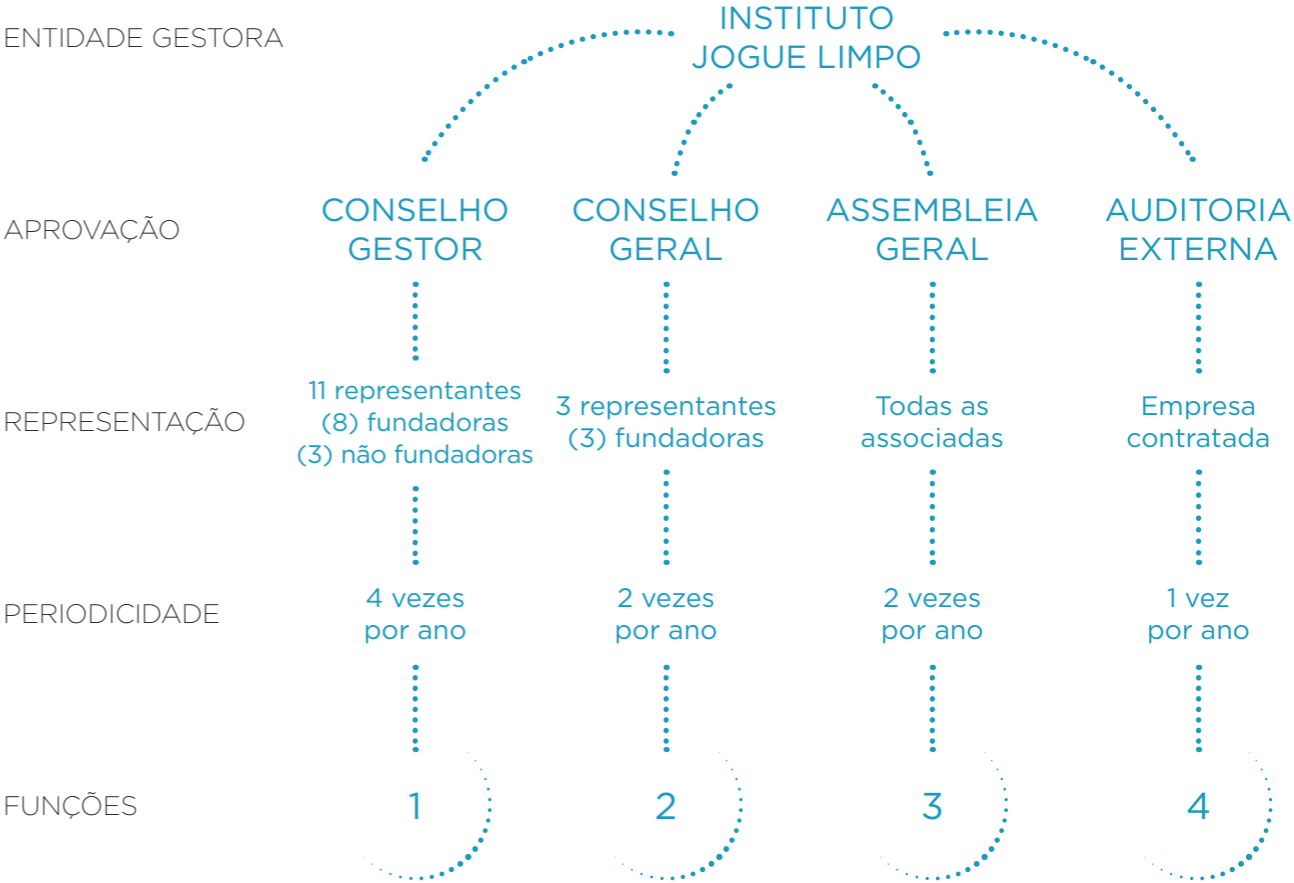 ENTIDADE GESTORA
INSTITUTO
JOGUE LIMPO
APROVAÇÃO
CONSELHO
GESTOR
CONSELHO
GERAL
ASSEMBLEIA
GERAL
AUDITORIA
EXTERNA
REPRESENTAÇÃO
11 representantes
(8) fundadoras
(3) não fundadoras
3 representantes
(3) fundadoras
Todas as
associadas
Empresa
contratada
PERIODICIDADE
4 vezes
por ano
2 vezes
por ano
2 vezes
por ano
1 vez
por ano
FUNÇÕES
1
2
3
4